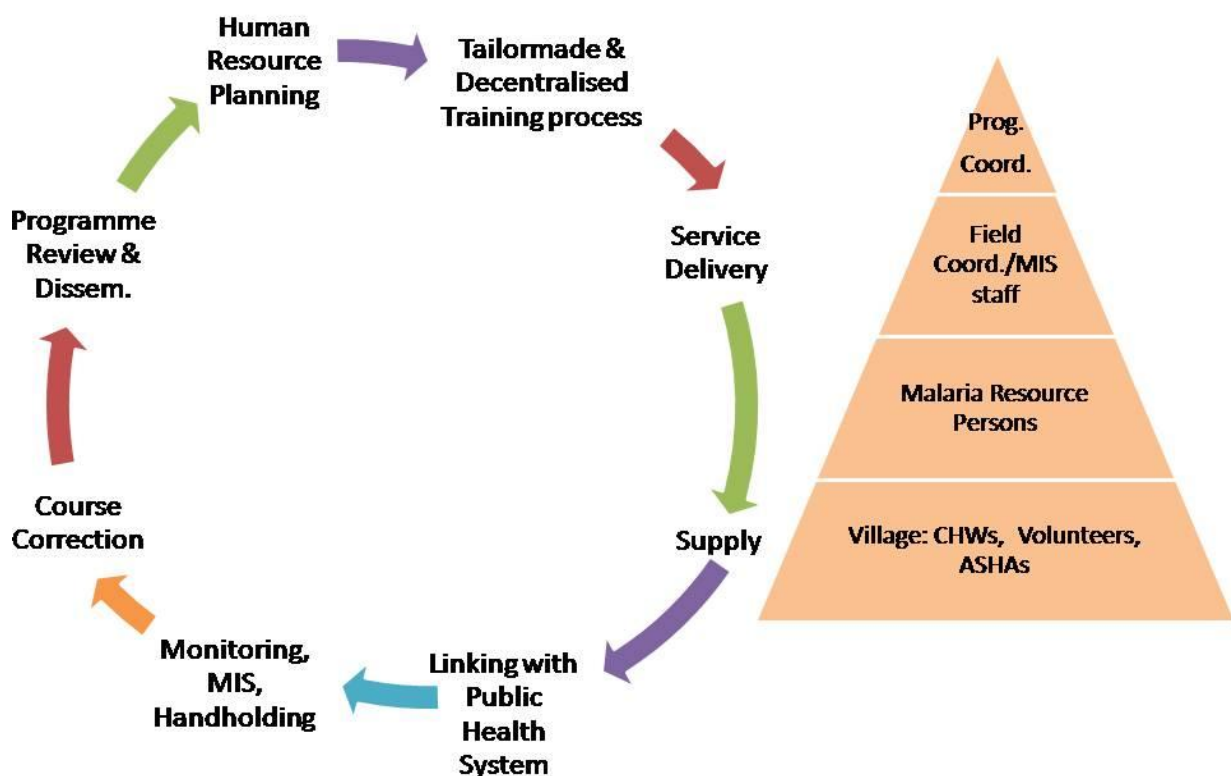 Human
Resource
Planning
Tailormade &
Decentralised
Training process
Service
Delivery
Supply
Linking with
Public
Health
System
Monitoring,
MIS,
Handholding
Course
Correction
Programme
Review &
Dissem.
Prog.
Coord.
Field
Coord./MIS
staff
Malaria Resource
Persons
Village: CHWs, Volunteers,
ASHAs